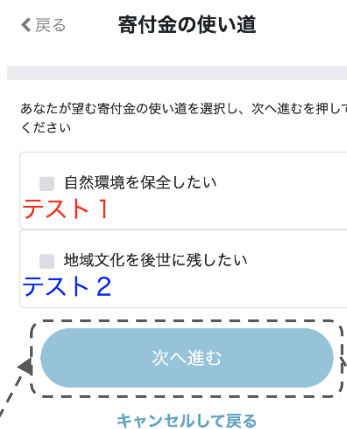 戻る 寄付金の使い道
あなたが望む寄付金の使い道を選択し、次へ進むを押して
ください
自然環境を保全したい
テスト1
地域文化を後世に残したい
テスト2
次へ進む
キャンセルして戻る